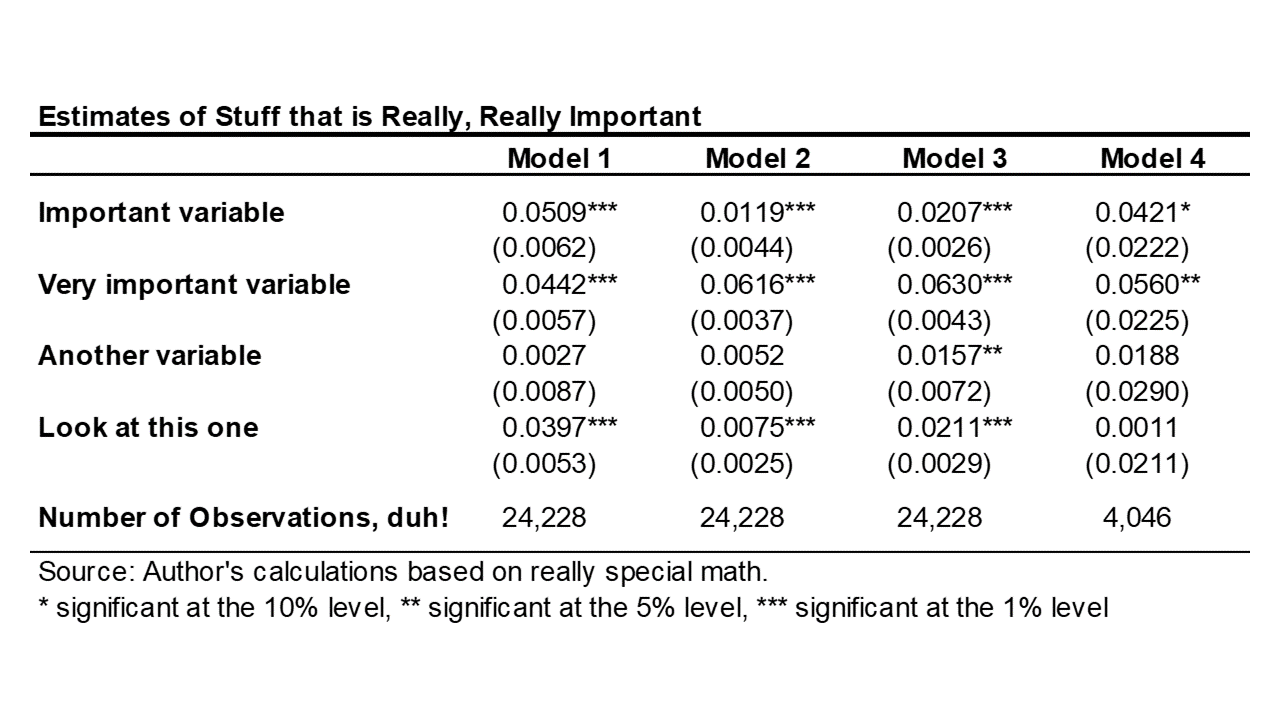 Estimates of Stuff that is Really, Really Important
Model 1 Model 2 Model 3 Model 4
Important variable 0.0509*** 0.0119*** 0.0207*** 0.0421*
(0.0062) (0.0044) (0.0026) (0.0222)
Very important variable 0.0442*** 0.0616*** 0.0630*** 0.0560**
(0.0057) (0.0037) (0.0043) (0.0225)
Another variable 0.0027 0.0052 0.0157** 0.0188
(0.0087) (0.0050) (0.0072) (0.0290)
Look at this one 0.0397*** 0.0075*** 0.0211*** 0.0011
(0.0053) (0.0025) (0.0029) (0.0211)
Number of Observations, duh! 24,228 24,228 24,228 4,046
Source: Author's calculations based on really special math.
* significant at the 10% level, ** significant at the 5% level, *** significant at the 1% level